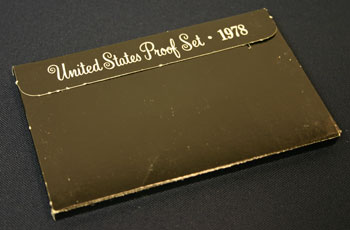 United States Proof Set • 1978